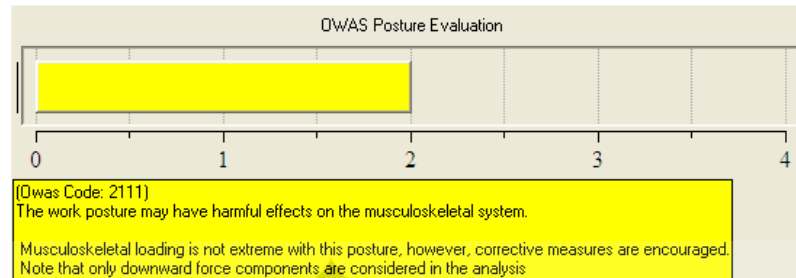 OWAS Posture Evaluation
0 1 2 3 4
(Owas Code: 2111)
The work posture may have harmful effects on the musculoskeletal system.
Musculoskeletal loading is not extreme with this posture, however, corrective measures are encouraged.
Note that only downward force components are considered in the analysis